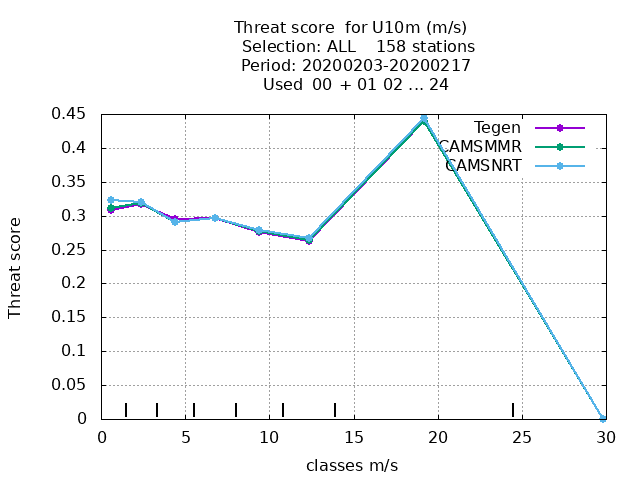 Threat score  for U10m (m/s)
Selection: ALL    158 stations
Period: 20200203-20200217
Used  00  + 01 02 ... 24
0.45
0.4
0.35
0.3
0.25
0.2
0.15
0.1
0.05
0
Threat score
Tegen
CAMSMMR
CAMSNRT
0 5 10 15 20 25 30
classes m/s